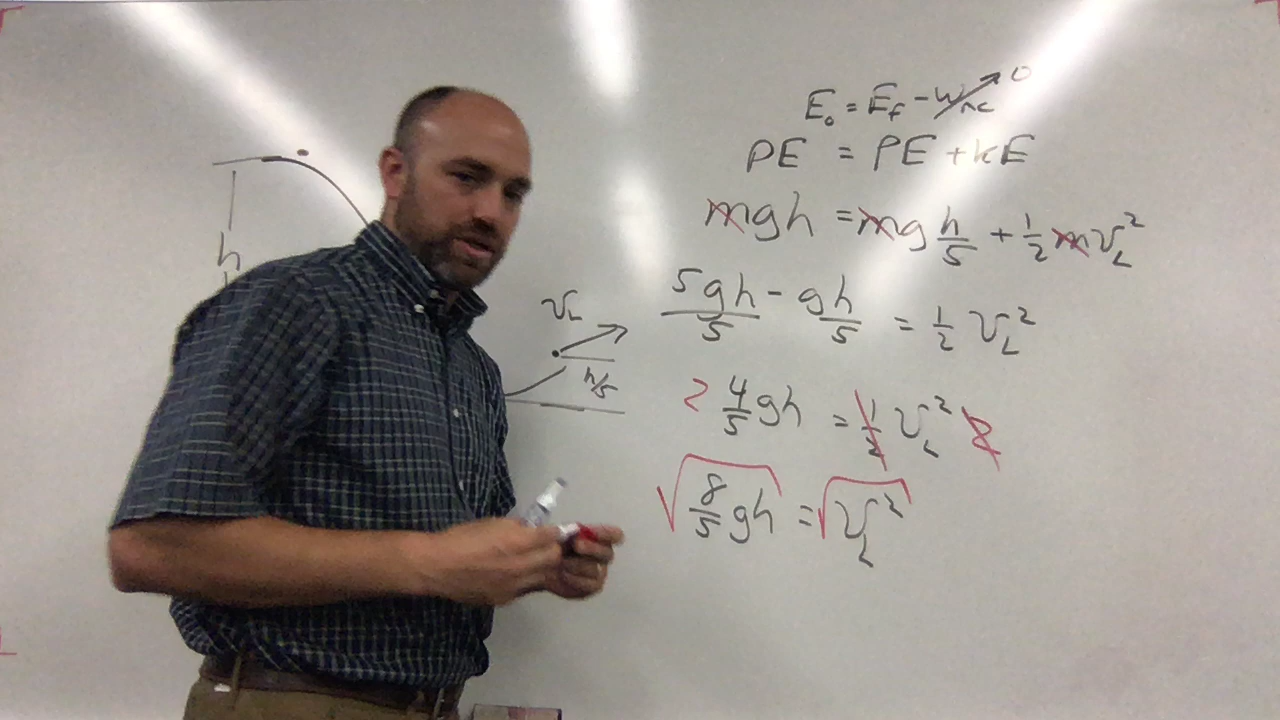 E₀ = E_f - W_nc → 0
PE = PE + KE
mgh = mg h/5 + 1/2 m v_L²
5gh/5 - gh/5 = 1/2 v_L²
2 4/5 gh = 1/2 v_L² 2
√(8/5 gh) = √(v_L²)
h
v_L
h/5